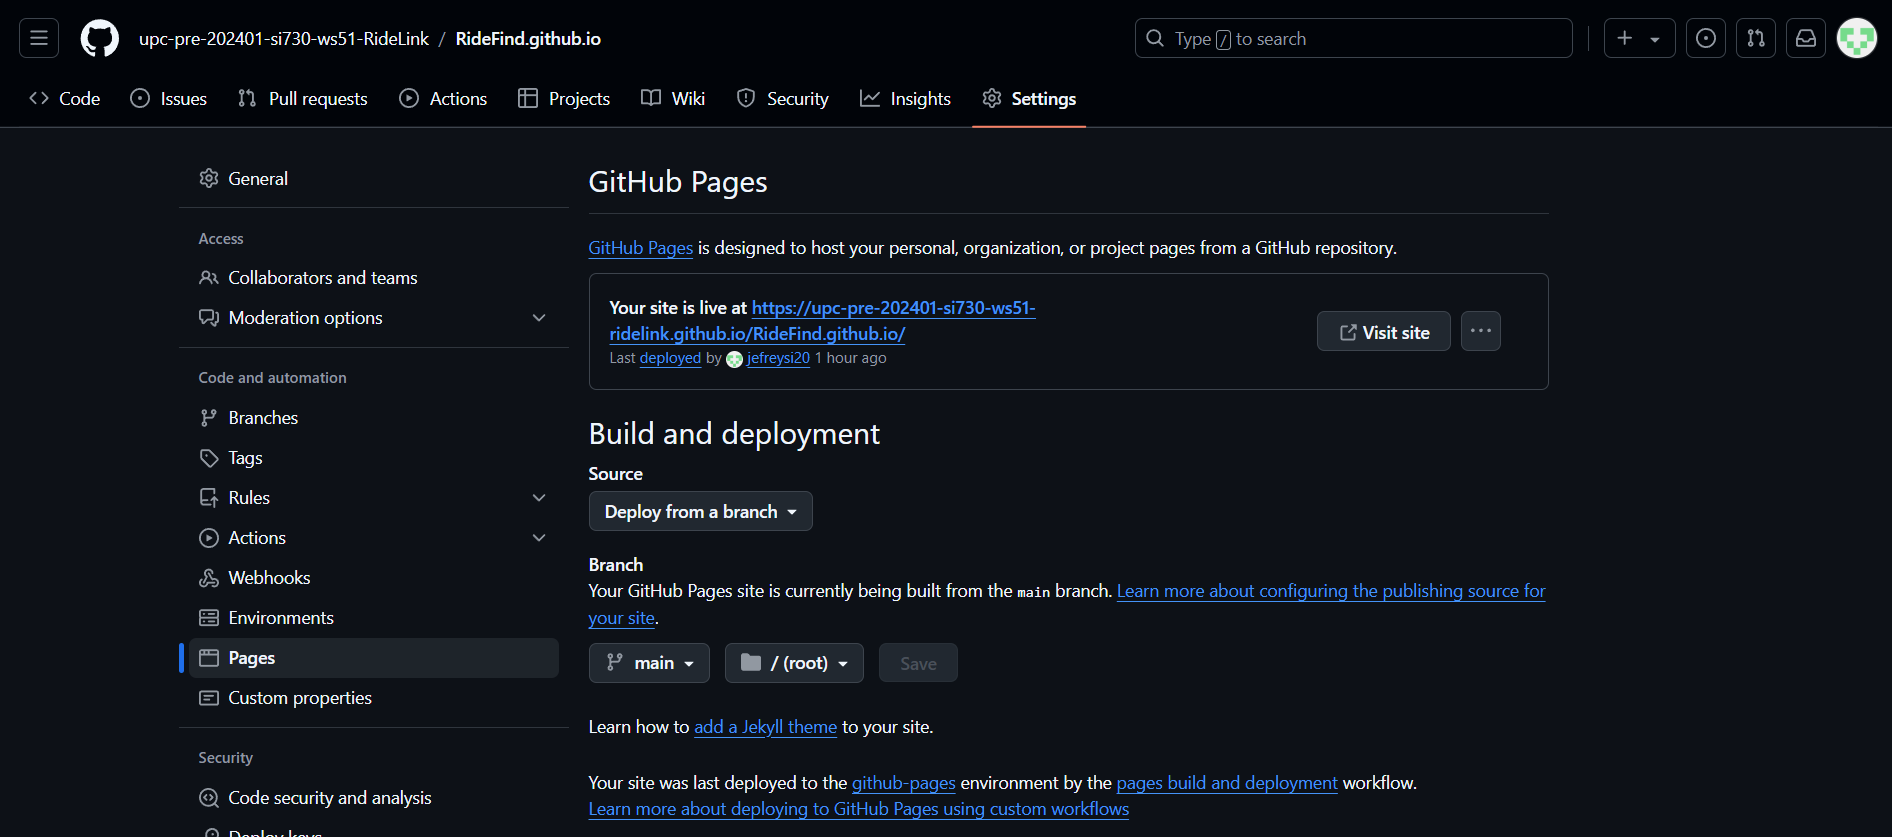 upc-pre-202401-si730-ws51-RideLink / RideFind.github.io
Type / to search
Code Issues Pull requests Actions Projects Wiki Security Insights Settings
General
Access
Collaborators and teams
Moderation options
Code and automation
Branches
Tags
Rules
Actions
Webhooks
Environments
Pages
Custom properties
Security
Code security and analysis
Deploy keys
GitHub Pages
GitHub Pages is designed to host your personal, organization, or project pages from a GitHub repository.
Your site is live at https://upc-pre-202401-si730-ws51-
ridelink.github.io/RideFind.github.io/
Last deployed by jefreysi20 1 hour ago
Visit site
Build and deployment
Source
Deploy from a branch
Branch
Your GitHub Pages site is currently being built from the main branch. Learn more about configuring the publishing source for
your site.
main / (root) Save
Learn how to add a Jekyll theme to your site.
Your site was last deployed to the github-pages environment by the pages build and deployment workflow.
Learn more about deploying to GitHub Pages using custom workflows